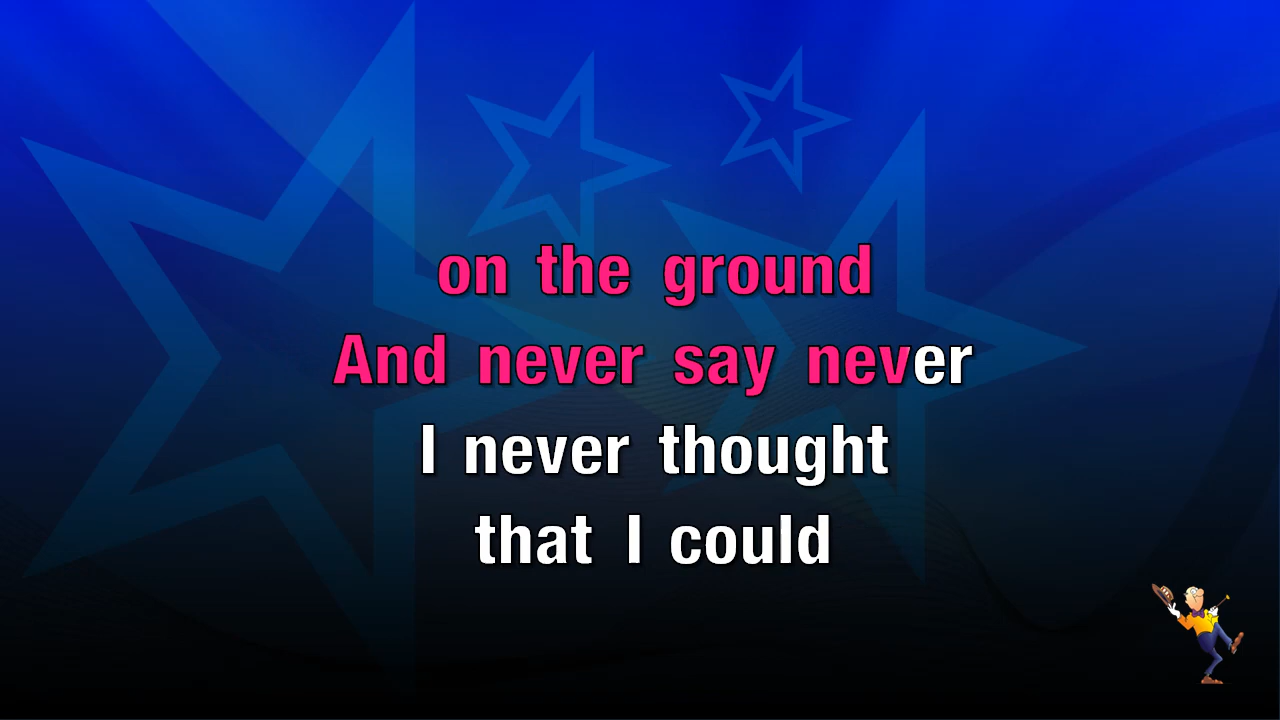 on the ground
And never say never
I never thought
that I could